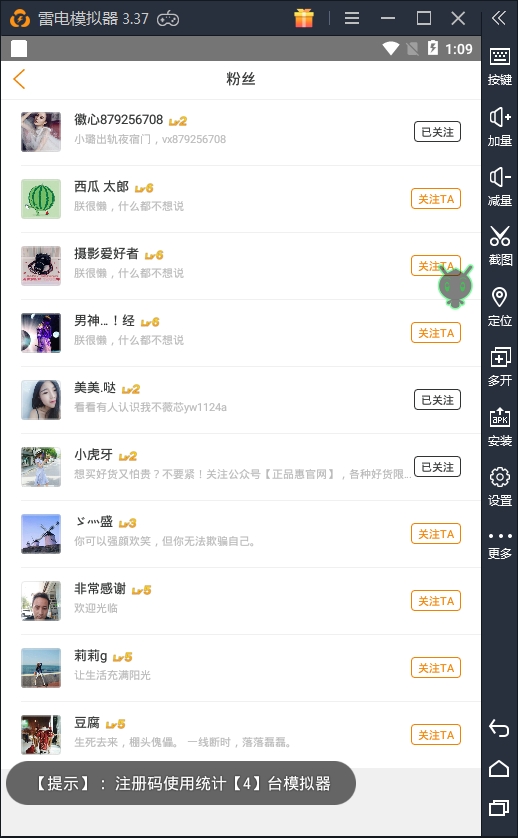 雷电模拟器 3.37
1:09
粉丝
徽心879256708 Lv2
小璐出轨夜宿门，vx879256708
已关注
西瓜 太郎 Lv6
朕很懒，什么都不想说
关注TA
摄影爱好者 Lv6
朕很懒，什么都不想说
关注TA
男神…！经 Lv6
朕很懒，什么都不想说
关注TA
美美.哒 Lv2
看看有人认识我不薇芯yw1124a
已关注
小虎牙 Lv2
想买好货又怕贵？不要紧！关注公众号【正品惠官网】，各种好货限...
已关注
ゞ灬盛 Lv3
你可以强颜欢笑，但你无法欺骗自己。
关注TA
非常感谢 Lv5
欢迎光临
关注TA
莉莉g Lv5
让生活充满阳光
关注TA
豆腐 Lv5
生死去来，棚头傀儡。 一线断时，落落磊磊。
关注TA
【提示】：注册码使用统计【4】台模拟器
按键
加量
减量
截图
定位
多开
APK
安装
设置
更多